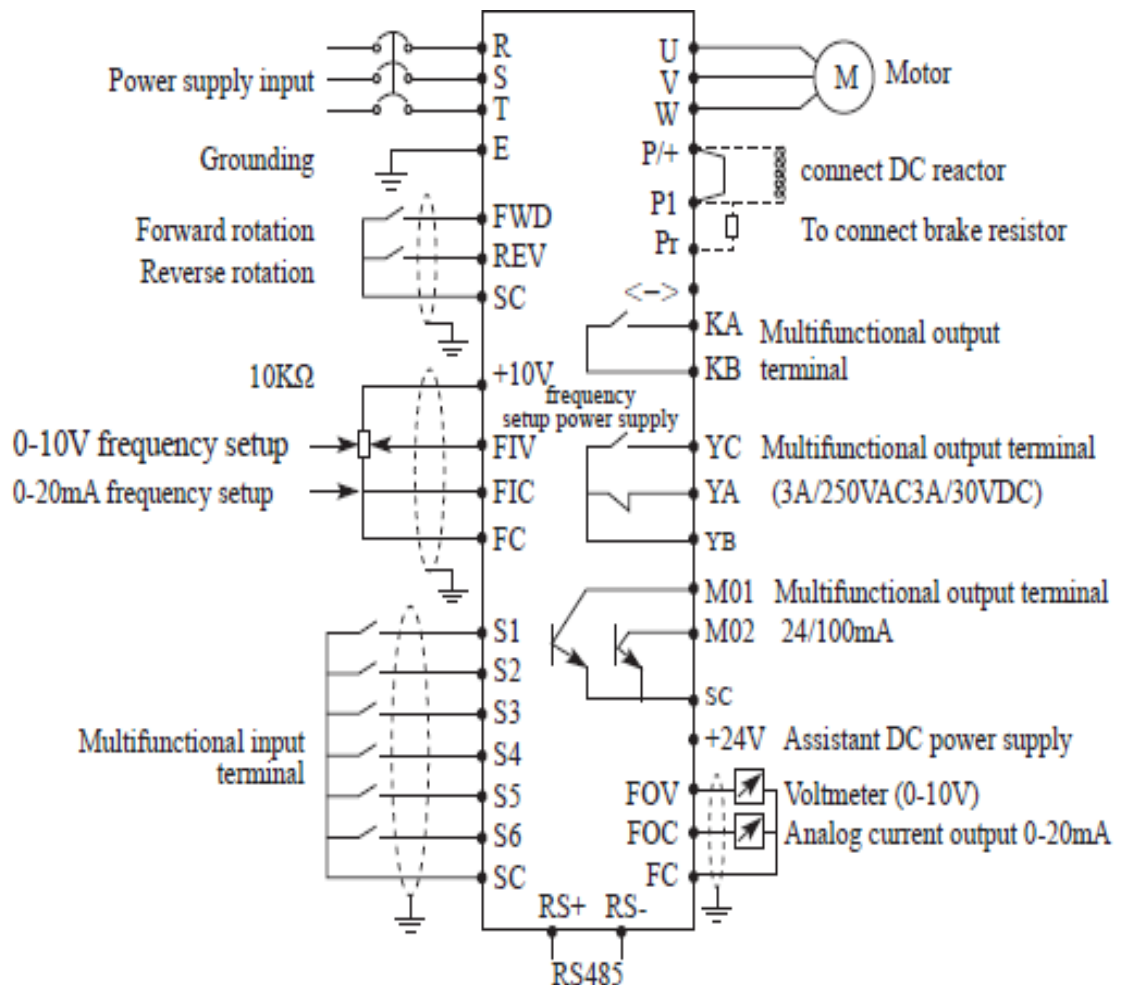 Power supply input
R
S
T
Grounding
E
Forward rotation
FWD
Reverse rotation
REV
SC
10KΩ
+10V
frequency
setup power supply
0-10V frequency setup
FIV
0-20mA frequency setup
FIC
FC
Multifunctional input
terminal
S1
S2
S3
S4
S5
S6
SC
U
V
W
M
Motor
P/+
connect DC reactor
P1
To connect brake resistor
Pr
<->
KA
Multifunctional output
KB
terminal
YC Multifunctional output terminal
YA (3A/250VAC3A/30VDC)
YB
M01 Multifunctional output terminal
M02 24/100mA
SC
+24V Assistant DC power supply
FOV
Voltmeter (0-10V)
FOC
Analog current output 0-20mA
FC
RS+ RS-
RS485